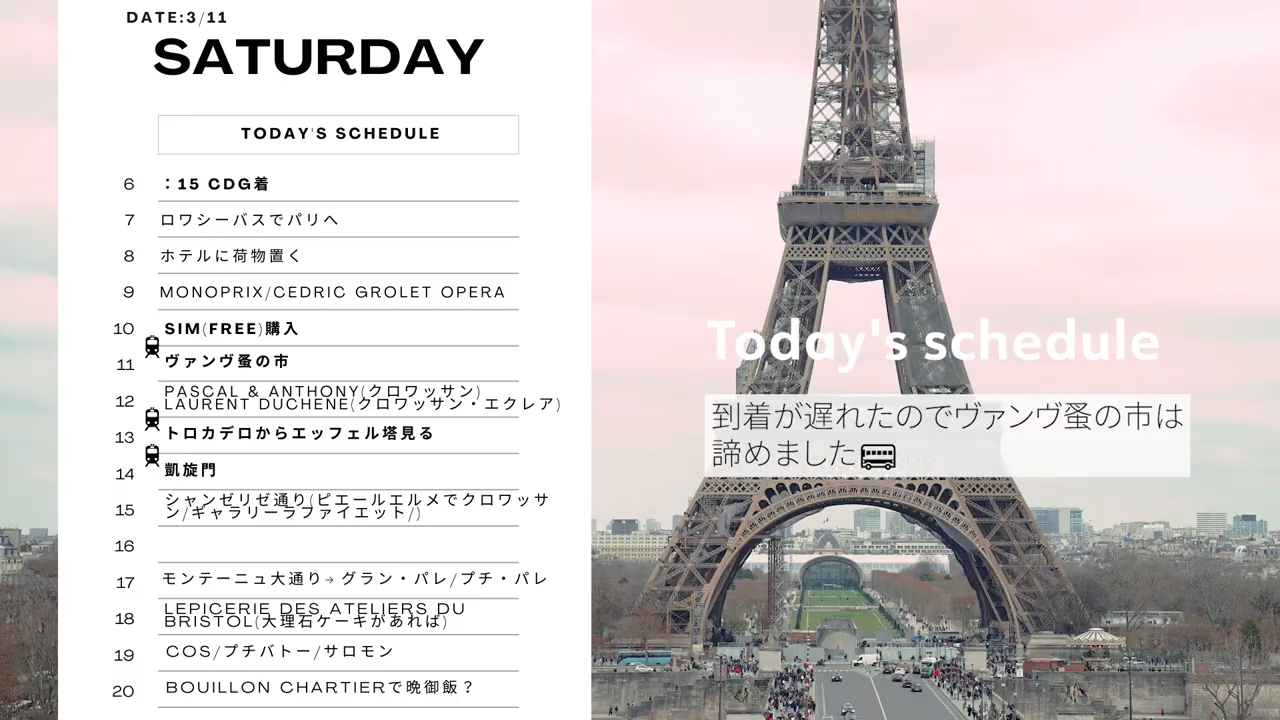 DATE:3/11
SATURDAY
TODAY'S SCHEDULE
6 ：15 CDG着
7 ロワシーバスでパリへ
8 ホテルに荷物置く
9 MONOPRIX/CEDRIC GROLET OPERA
10 SIM(FREE)購入
11 ヴァンヴ蚤の市
12 PASCAL & ANTHONY(クロワッサン)
LAURENT DUCHENE(クロワッサン・エクレア)
13 トロカデロからエッフェル塔見る
14 凱旋門
15 シャンゼリゼ通り(ピエールエルメでクロワッサ
ン/ギャラリーラファイエット/)
16
17 モンテーニュ大通り→グラン・パレ/プチ・パレ
18 LEPICERIE DES ATELIERS DU
BRISTOL(大理石ケーキがあれば)
19 COS/プチバトー/サロモン
20 BOUILLON CHARTIERで晩御飯？
Today's schedule
到着が遅れたのでヴァンヴ蚤の市は
諦めました